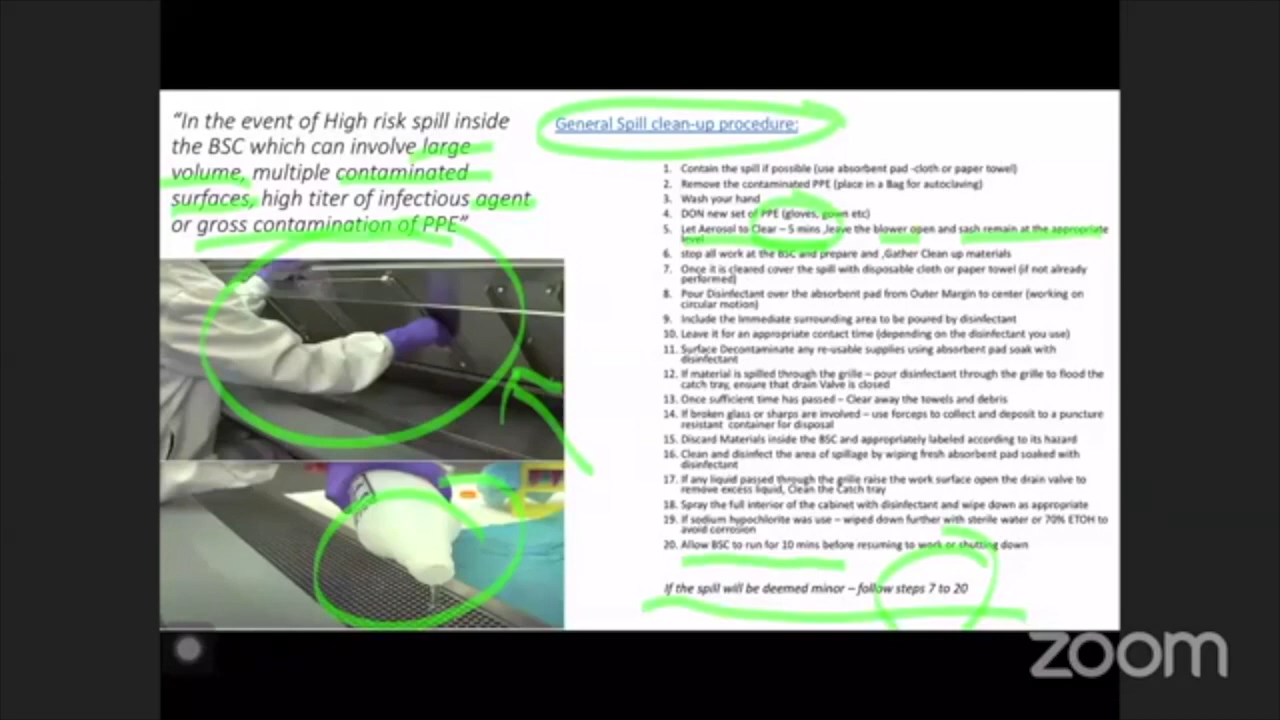 “In the event of High risk spill inside
the BSC which can involve large
volume, multiple contaminated
surfaces, high titer of infectious agent
or gross contamination of PPE”
General Spill clean-up procedure:
1. Contain the spill if possible (use absorbent pad -cloth or paper towel)
2. Remove the contaminated PPE (place in a Bag for autoclaving)
3. Wash your hand
4. DON new set of PPE (gloves, gown etc)
5. Let Aerosol to Clear – 5 mins ,leave the blower open and sash remain at the appropriate
level
6. stop all work at the BSC and prepare and ,Gather Clean up materials
7. Once it is cleared cover the spill with disposable cloth or paper towel (if not already
performed)
8. Pour Disinfectant over the absorbent pad from Outer Margin to center (working on
circular motion)
9. Include the Immediate surrounding area to be poured by disinfectant
10. Leave it for an appropriate contact time (depending on the disinfectant you use)
11. Surface Decontaminate any re-usable supplies using absorbent pad soak with
disinfectant
12. If material is spilled through the grille – pour disinfectant through the grille to flood the
catch tray, ensure that drain Valve is closed
13. Once sufficient time has passed – Clear away the towels and debris
14. If broken glass or sharps are involved – use forceps to collect and deposit to a puncture
resistant container for disposal
15. Discard Materials inside the BSC and appropriately labeled according to its hazard
16. Clean and disinfect the area of spillage by wiping fresh absorbent pad soaked with
disinfectant
17. If any liquid passed through the grille raise the work surface open the drain valve to
remove excess liquid, Clean the Catch tray
18. Spray the full interior of the cabinet with disinfectant and wipe down as appropriate
19. If sodium hypochlorite was use – wiped down further with sterile water or 70% ETOH to
avoid corrosion
20. Allow BSC to run for 10 mins before resuming to work or shutting down
If the spill will be deemed minor – follow steps 7 to 20
zoom